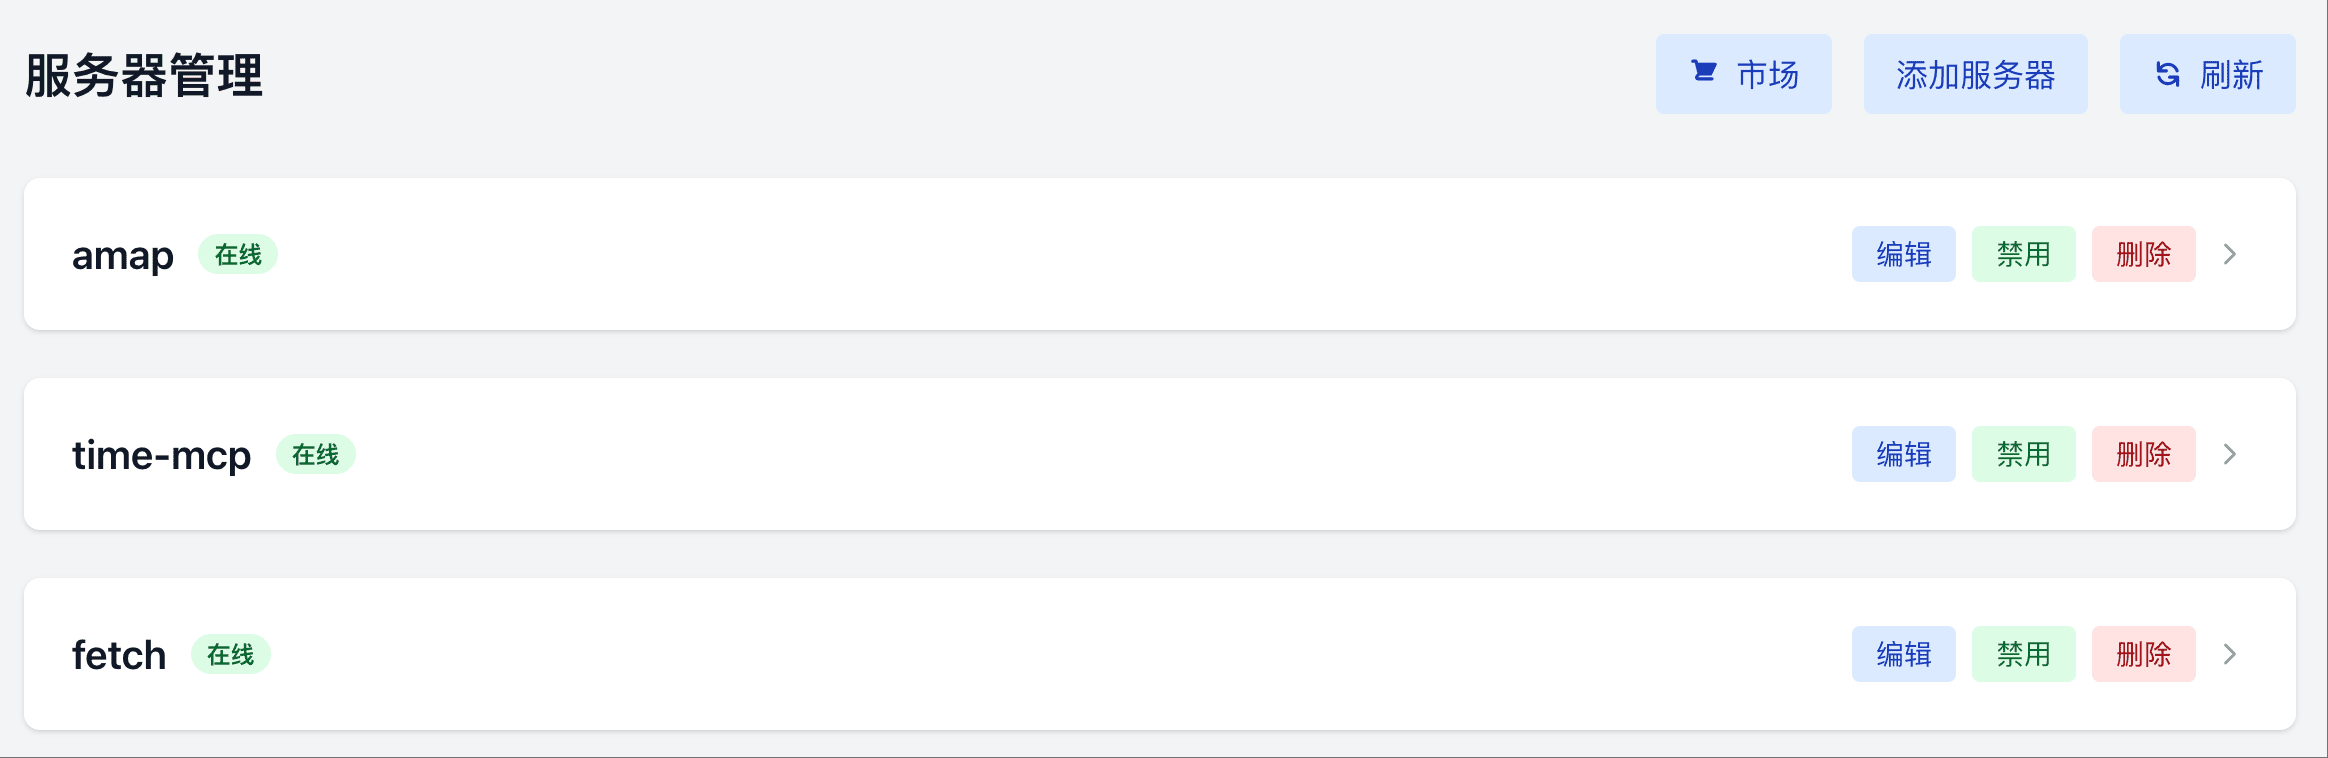 服务器管理 市场 添加服务器 刷新
amap 在线 编辑 禁用 删除
time-mcp 在线 编辑 禁用 删除
fetch 在线 编辑 禁用 删除